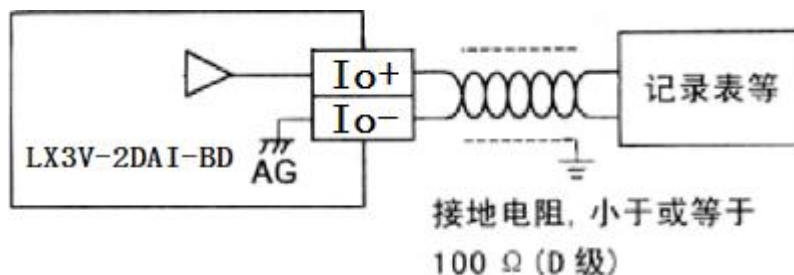 Io+
Io-
LX3V-2DAI-BD
AG
记录表等
接地电阻, 小于或等于
100 Ω (D 级)